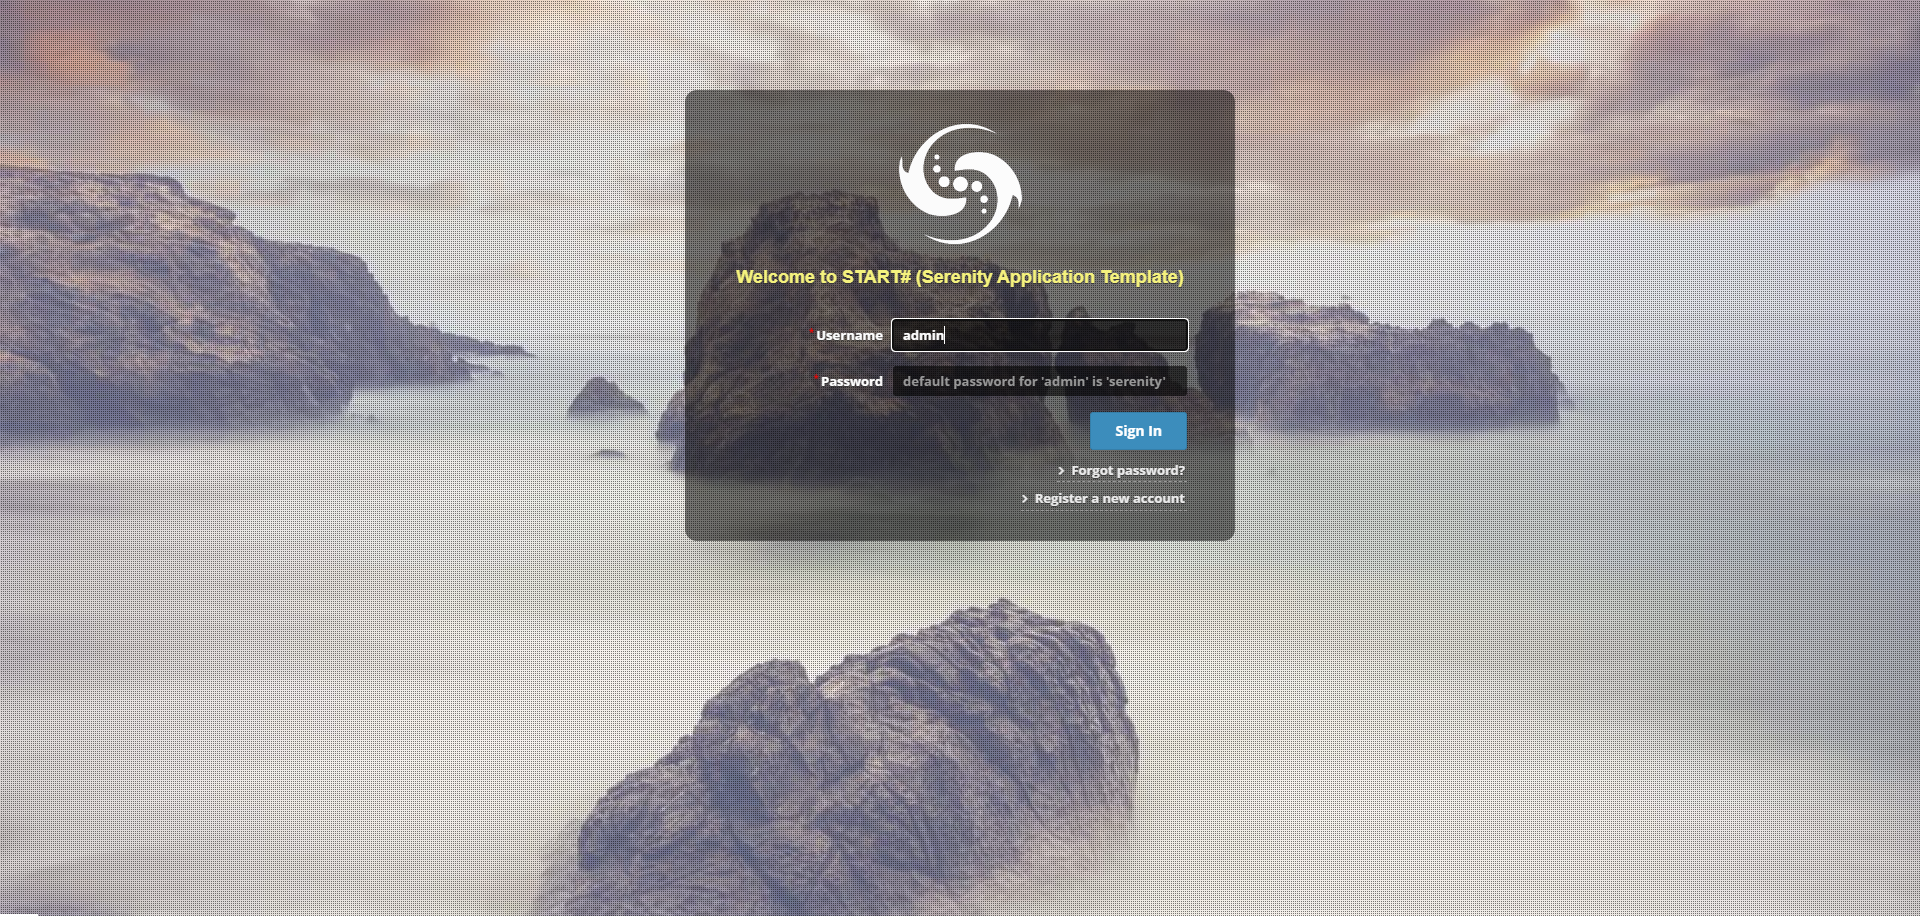 Welcome to START# (Serenity Application Template)
* Username admin
* Password default password for 'admin' is 'serenity'
Sign In
> Forgot password?
> Register a new account